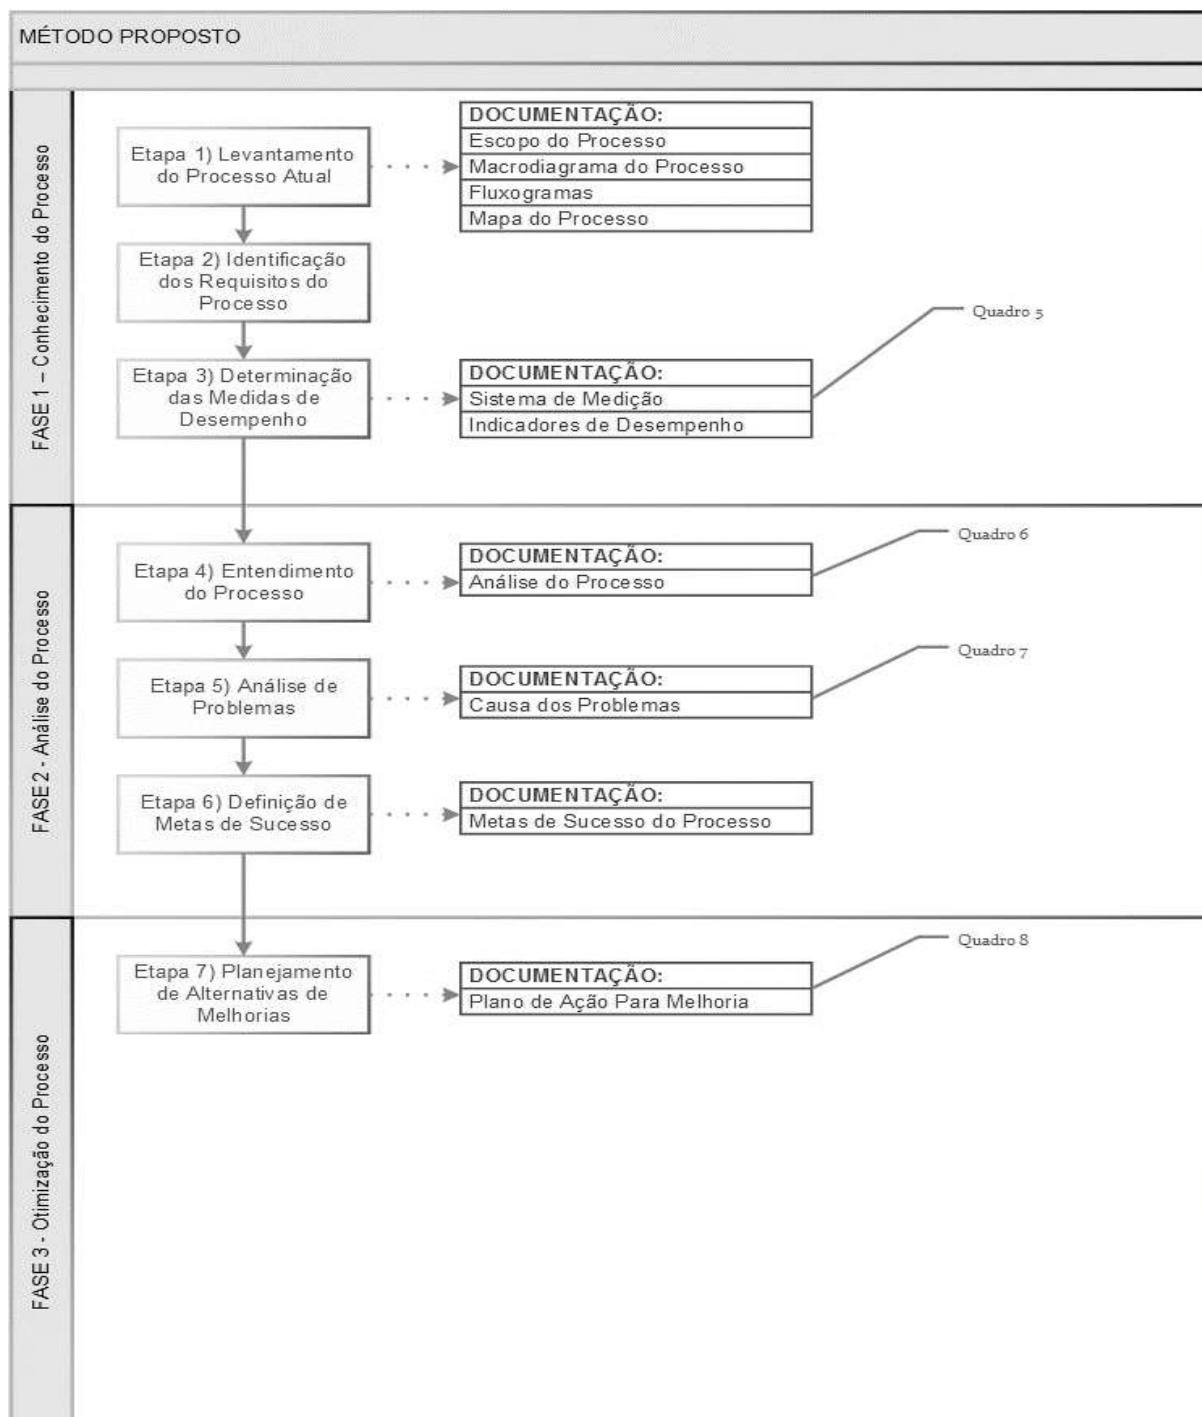 MÉTODO PROPOSTO
FASE 1 – Conhecimento do Processo
Etapa 1) Levantamento
do Processo Atual
DOCUMENTAÇÃO:
Escopo do Processo
Macrodiagrama do Processo
Fluxogramas
Mapa do Processo
Etapa 2) Identificação
dos Requisitos do
Processo
Etapa 3) Determinação
das Medidas de
Desempenho
DOCUMENTAÇÃO:
Sistema de Medição
Indicadores de Desempenho
Quadro 5
FASE 2 - Análise do Processo
Etapa 4) Entendimento
do Processo
DOCUMENTAÇÃO:
Análise do Processo
Quadro 6
Etapa 5) Análise de
Problemas
DOCUMENTAÇÃO:
Causa dos Problemas
Quadro 7
Etapa 6) Definição de
Metas de Sucesso
DOCUMENTAÇÃO:
Metas de Sucesso do Processo
FASE 3 - Otimização do Processo
Etapa 7) Planejamento
de Alternativas de
Melhorias
DOCUMENTAÇÃO:
Plano de Ação Para Melhoria
Quadro 8